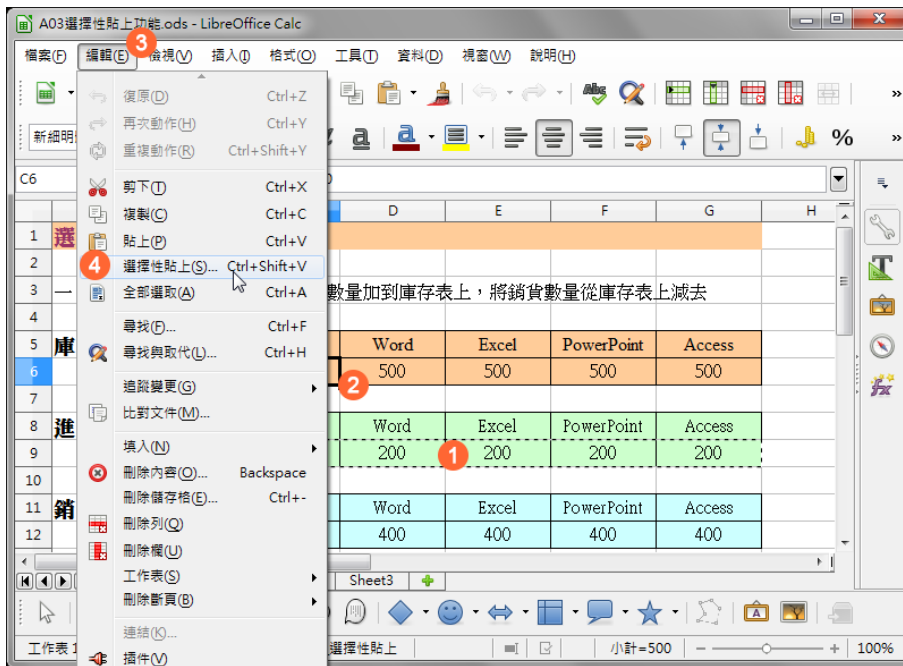 A03選擇性貼上功能.ods - LibreOffice Calc
檔案(F) 編輯(E) 檢視(V) 插入(I) 格式(O) 工具(T) 資料(D) 視窗(W) 說明(H)
3
復原(D) Ctrl+Z
再次動作(H) Ctrl+Y
重複動作(R) Ctrl+Shift+Y
剪下(T) Ctrl+X
複製(C) Ctrl+C
貼上(P) Ctrl+V
4 選擇性貼上(S)... Ctrl+Shift+V
全部選取(A) Ctrl+A
尋找(F)... Ctrl+F
尋找與取代(L)... Ctrl+H
追蹤變更(G)
比對文件(M)...
填入(N)
刪除內容(O)... Backspace
刪除儲存格(E)... Ctrl+-
刪除列(Q)
刪除欄(U)
工作表(S)
刪除斷頁(B)
連結(K)...
插件(V)
新細明
a a %
Abc
» »
C6
D E F G H
1 選
2
3 一 數量加到庫存表上，將銷貨數量從庫存表上減去
4
5 庫 Word Excel PowerPoint Access
6 2 500 500 500 500
7
8 進 Word Excel PowerPoint Access
9 200 1 200 200 200
10
11 銷 Word Excel PowerPoint Access
12 400 400 400 400
Sheet3
工作表 1 選擇性貼上 小計=500 100%